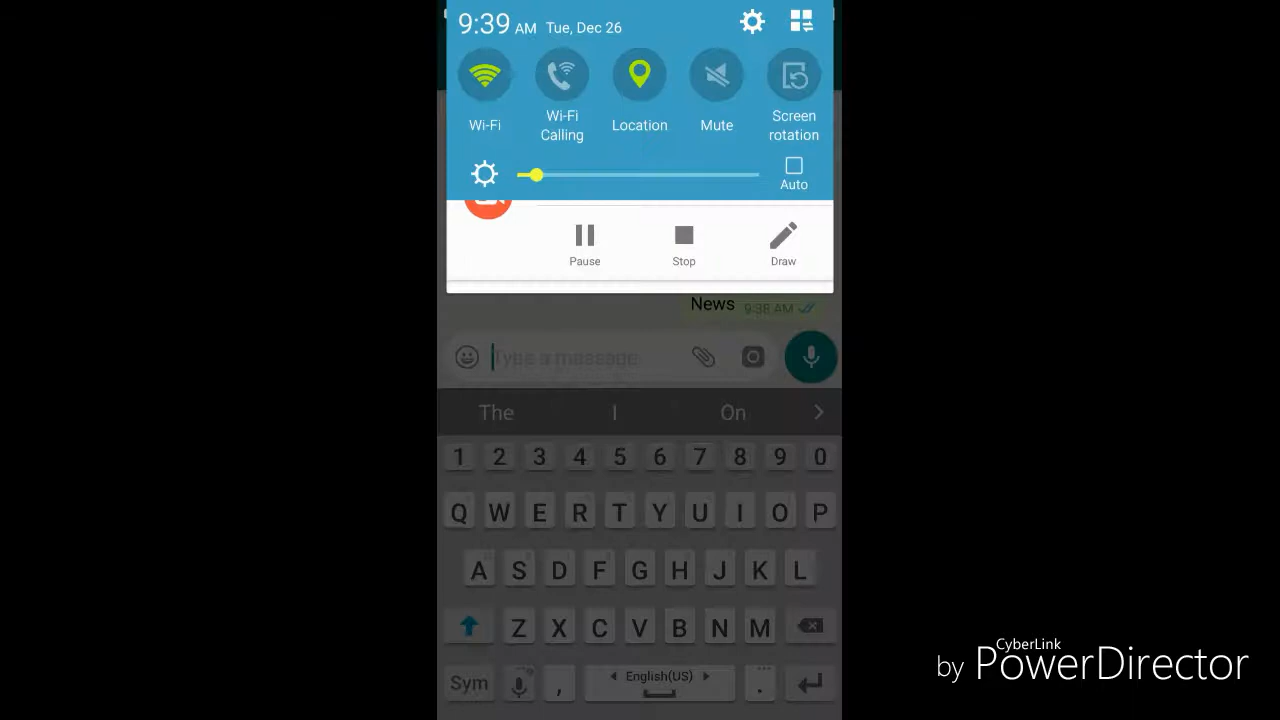 9:39 AM Tue, Dec 26
Wi-Fi
Wi-Fi
Calling
Location
Mute
Screen
rotation
Auto
Pause
Stop
Draw
News 9:38 AM
Type a message
The I On
1 2 3 4 5 6 7 8 9 0
Q W E R T Y U I O P
A S D F G H J K L
Z X C V B N M
Sym , English(US) .
CyberLink
by PowerDirector